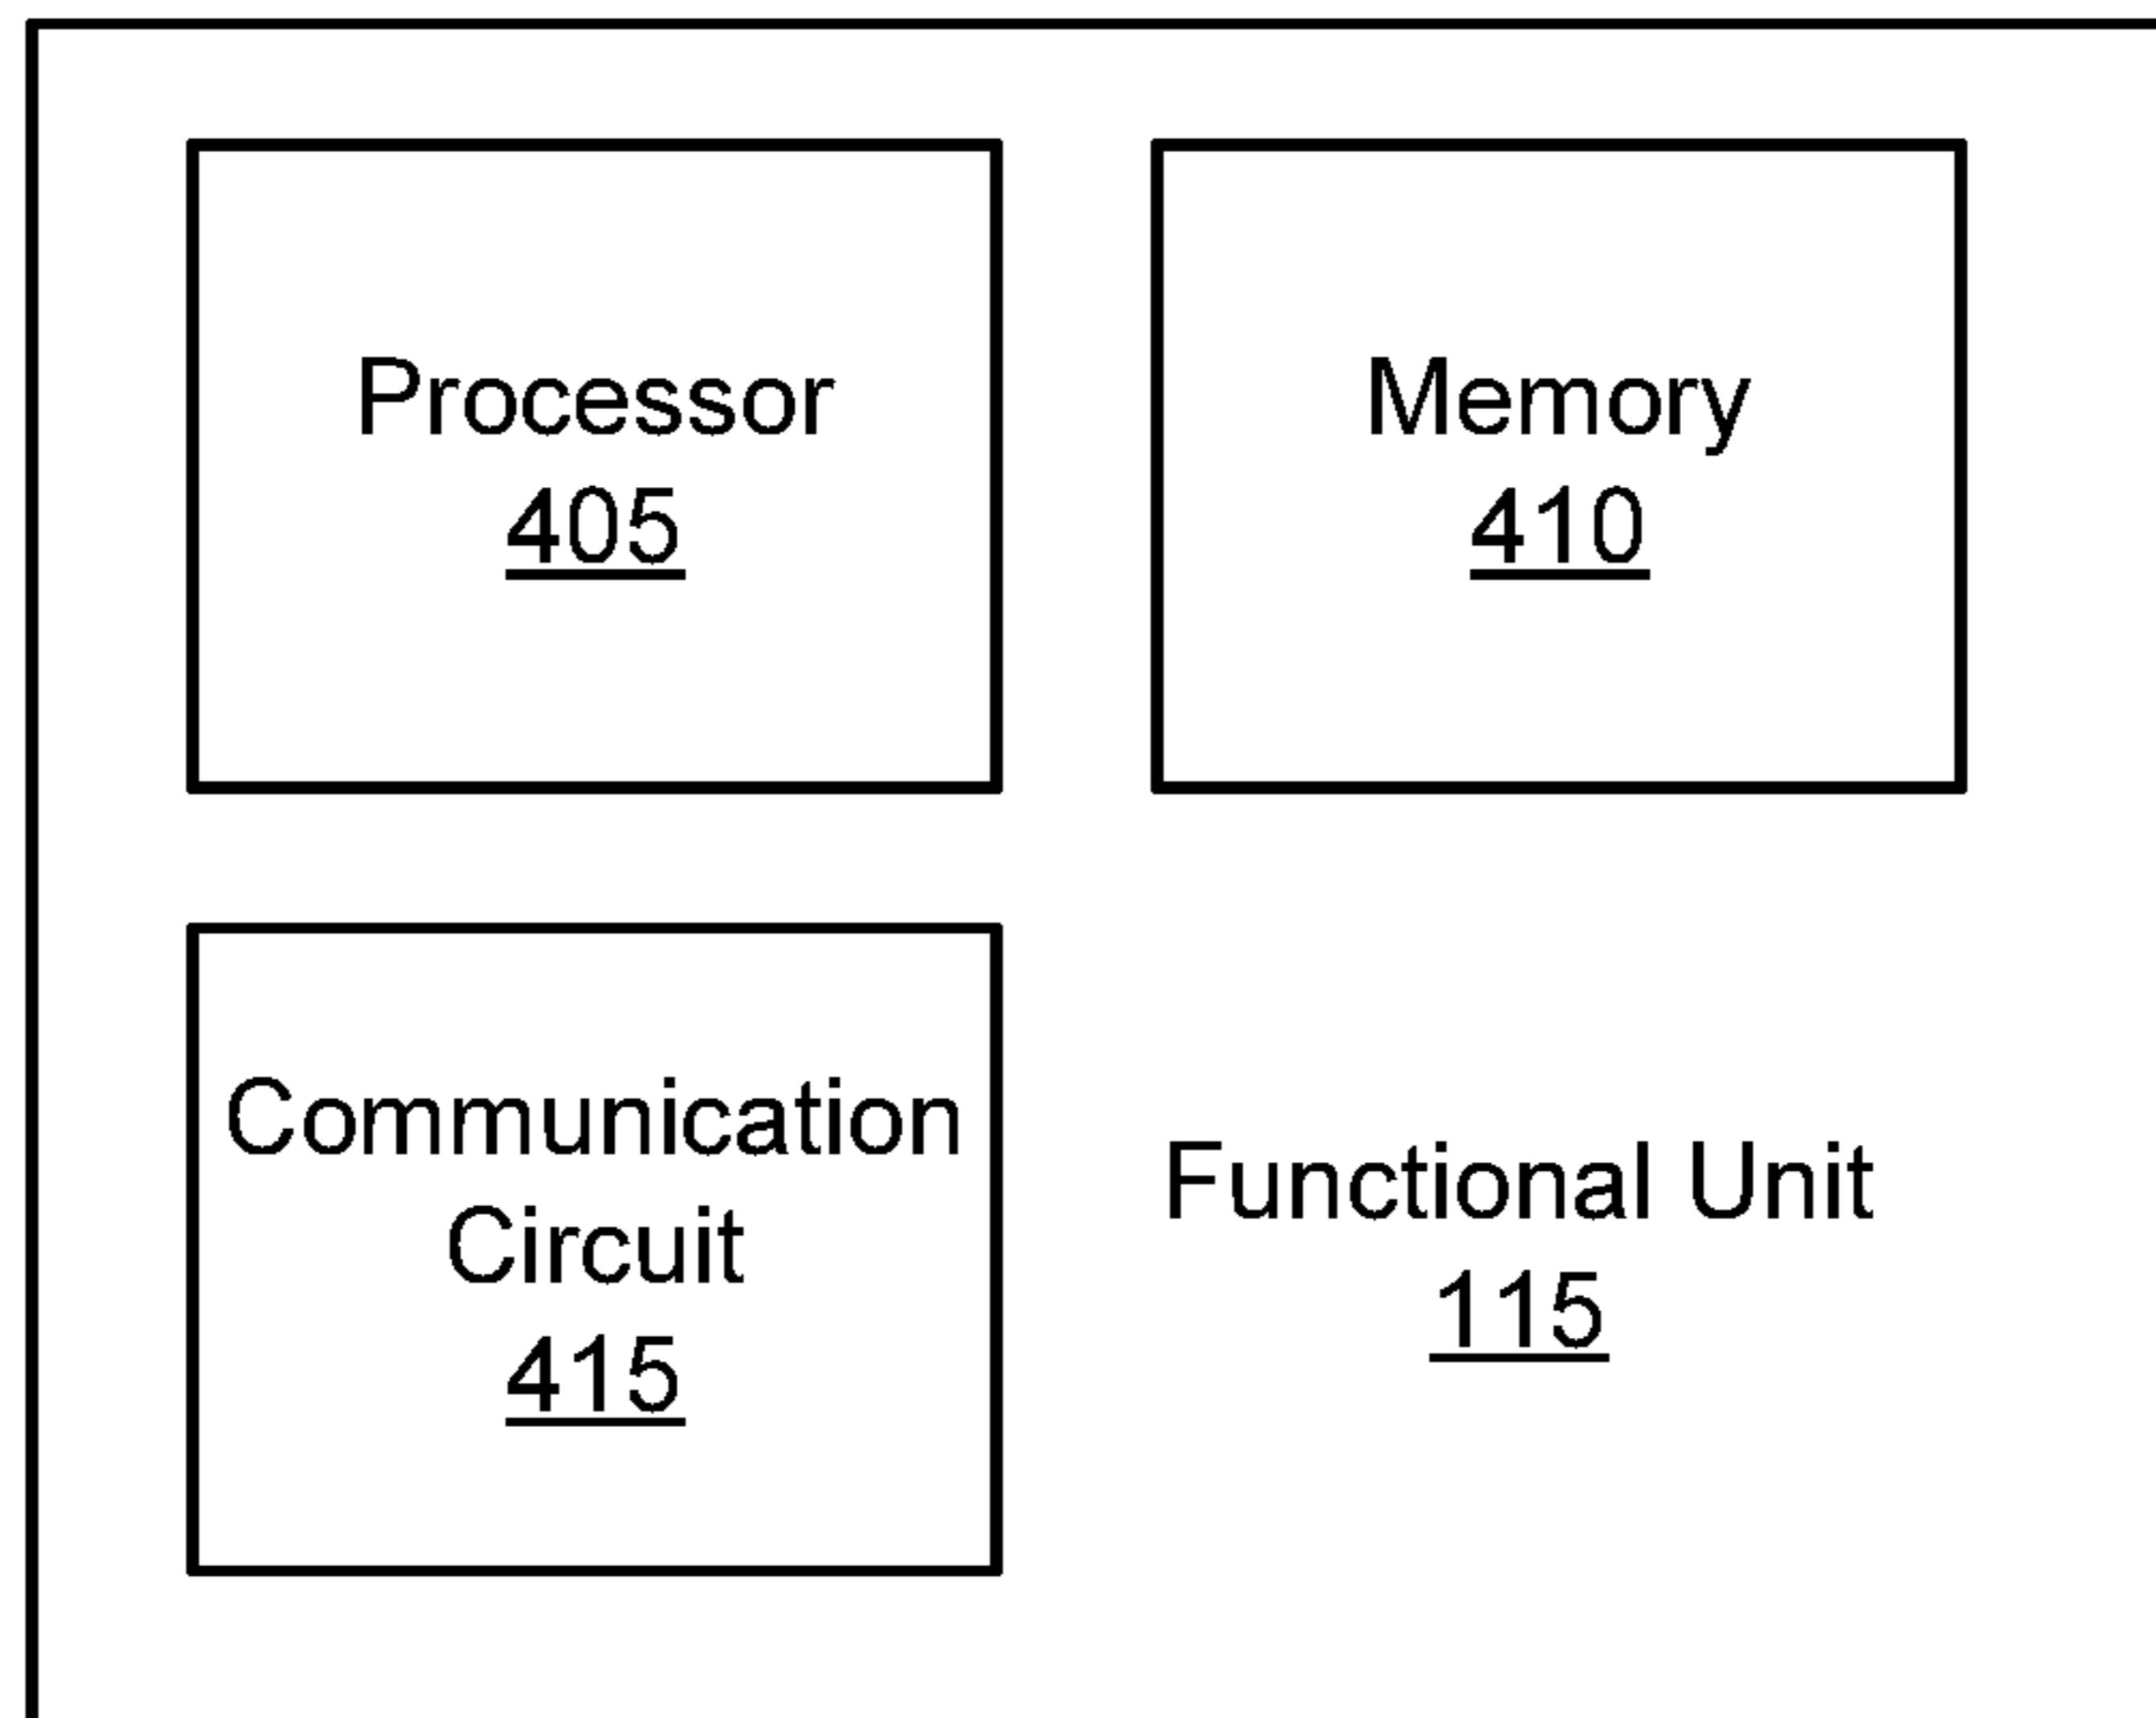 Processor
405
Memory
410
Communication
Circuit
415
Functional Unit
115